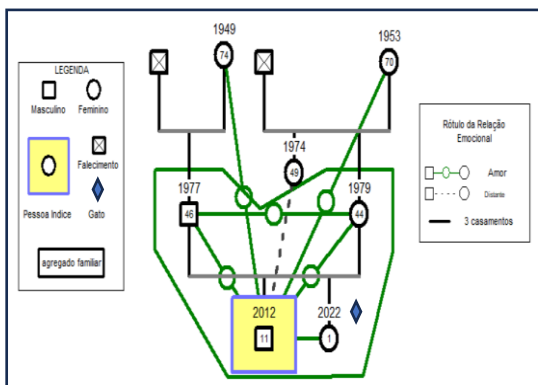 1949
1953
74
70
LEGENDA
Masculino
Feminino
Falecimento
Pessoa Indice
Gato
agregado familiar
1974
49
1977
1979
46
44
2012
2022
11
1
Rótulo da Relação
Emocional
Amor
Distante
3 casamentos